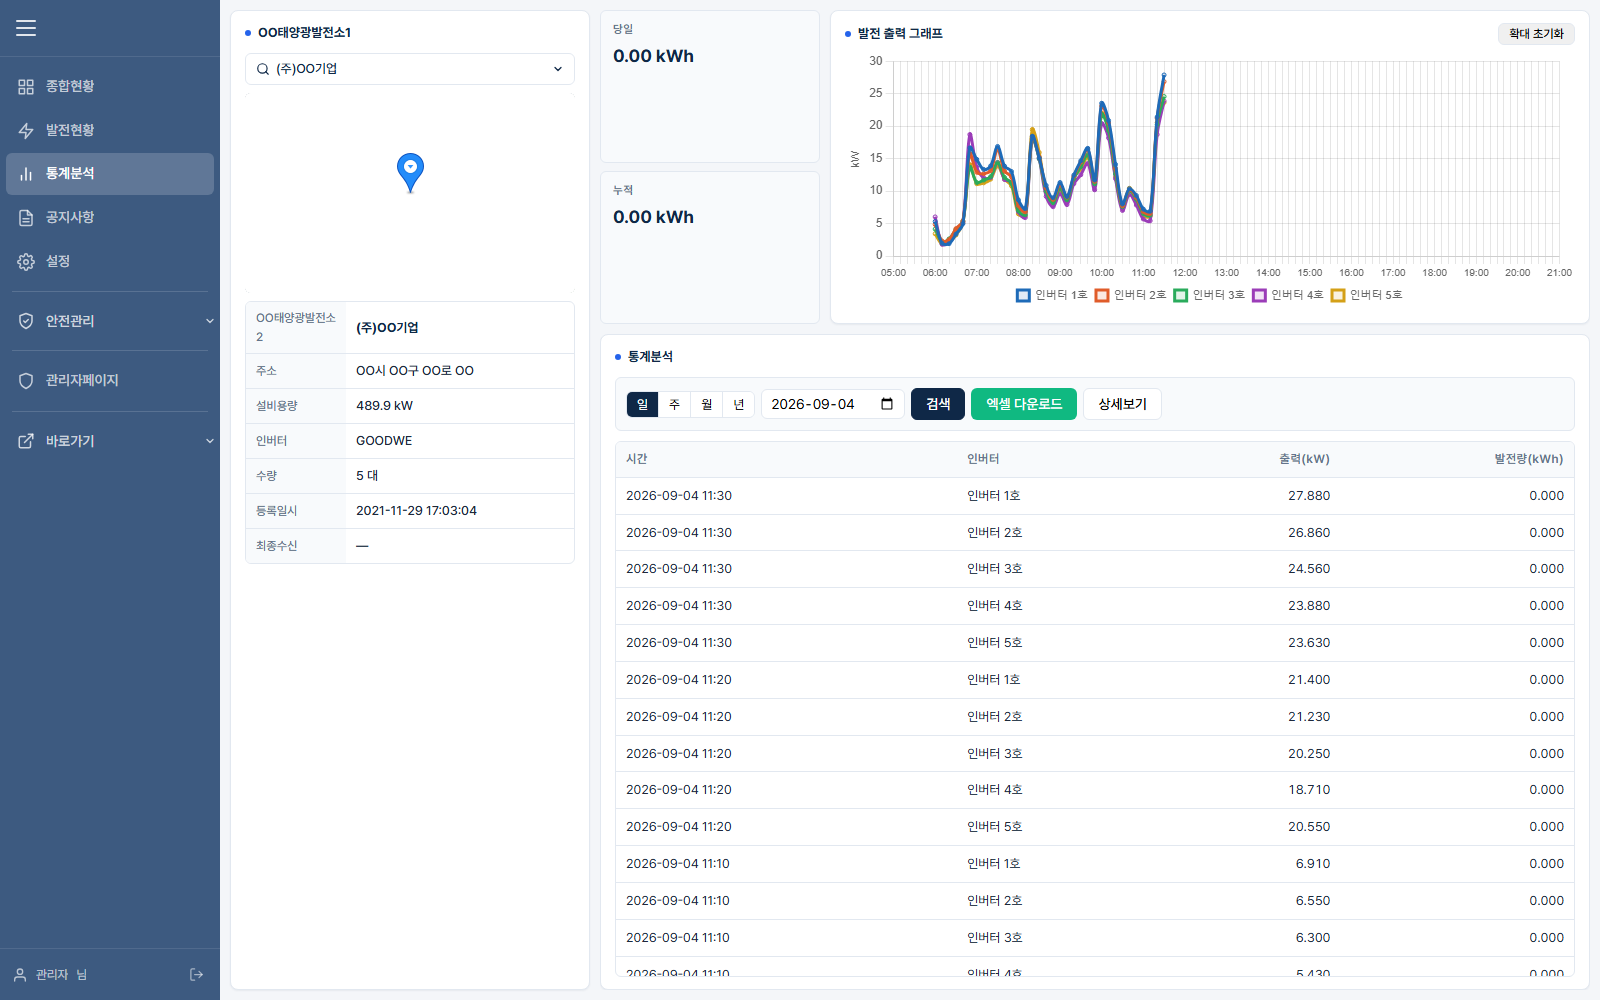 종합현황
발전현황
통계분석
공지사항
설정
안전관리
관리자페이지
바로가기
관리자 님
OO태양광발전소1
(주)OO기업
OO태양광발전소2 (주)OO기업
주소 OO시 OO구 OO로 OO
설비용량 489.9 kW
인버터 GOODWE
수량 5 대
등록일시 2021-11-29 17:03:04
최종수신 —
당일
0.00 kWh
누적
0.00 kWh
발전 출력 그래프
확대 초기화
30
25
20
15
10
5
0
kW
05:00 06:00 07:00 08:00 09:00 10:00 11:00 12:00 13:00 14:00 15:00 16:00 17:00 18:00 19:00 20:00 21:00
인버터 1호 인버터 2호 인버터 3호 인버터 4호 인버터 5호
통계분석
일 주 월 년 2026-09-04 검색 엑셀 다운로드 상세보기
시간 인버터 출력(kW) 발전량(kWh)
2026-09-04 11:30 인버터 1호 27.880 0.000
2026-09-04 11:30 인버터 2호 26.860 0.000
2026-09-04 11:30 인버터 3호 24.560 0.000
2026-09-04 11:30 인버터 4호 23.880 0.000
2026-09-04 11:30 인버터 5호 23.630 0.000
2026-09-04 11:20 인버터 1호 21.400 0.000
2026-09-04 11:20 인버터 2호 21.230 0.000
2026-09-04 11:20 인버터 3호 20.250 0.000
2026-09-04 11:20 인버터 4호 18.710 0.000
2026-09-04 11:20 인버터 5호 20.550 0.000
2026-09-04 11:10 인버터 1호 6.910 0.000
2026-09-04 11:10 인버터 2호 6.550 0.000
2026-09-04 11:10 인버터 3호 6.300 0.000
2026-09-04 11:10 인버터 4호 5.430 0.000